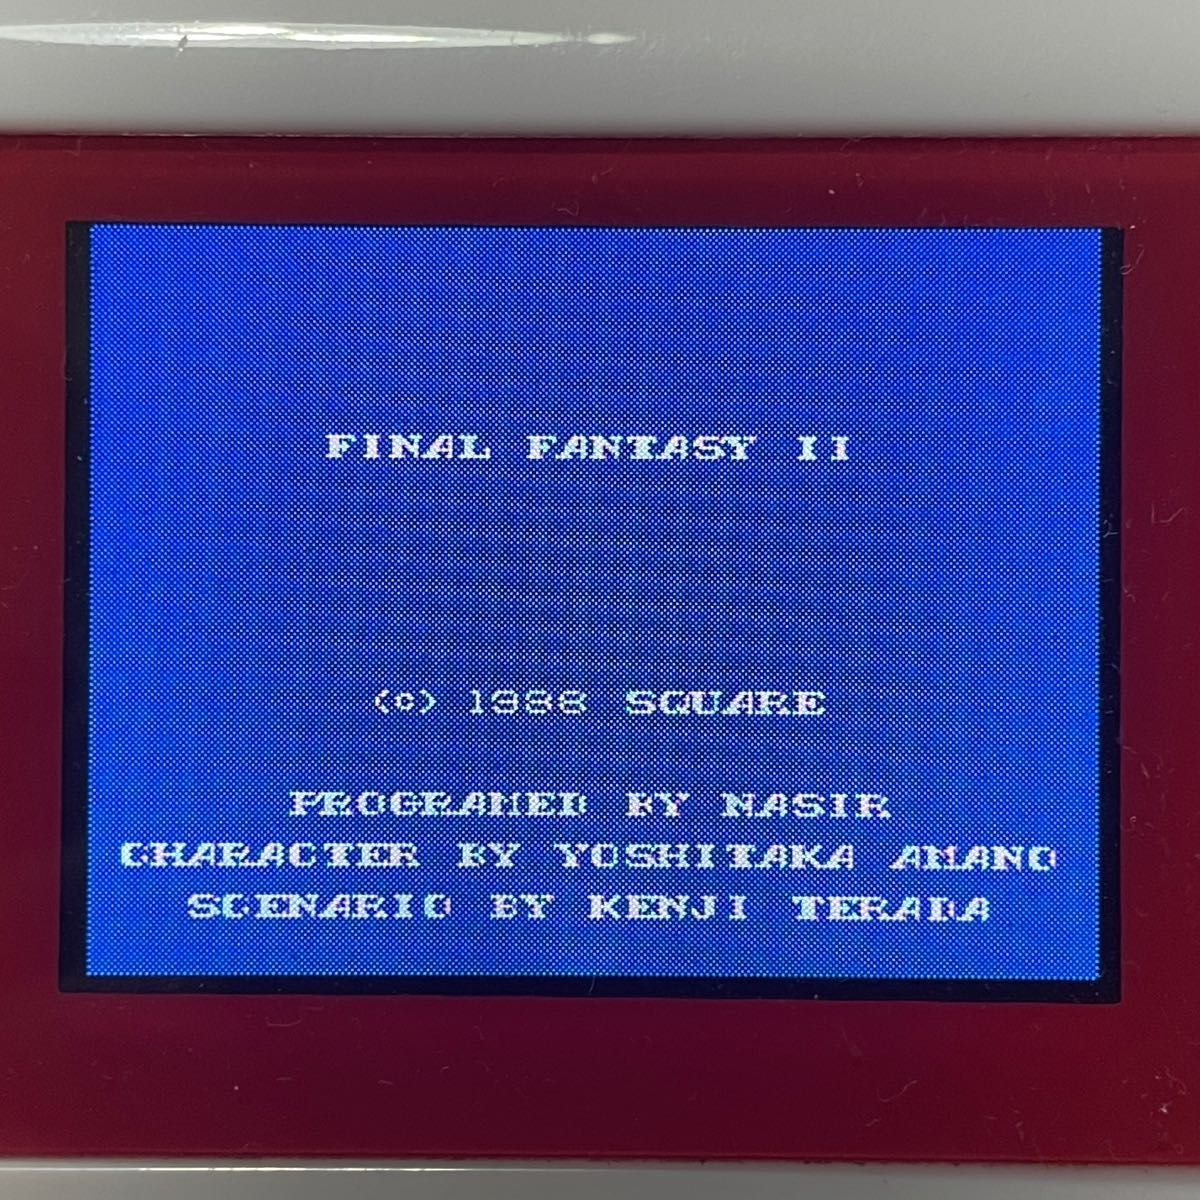 FINAL FANTASY II
(C) 1988 SQUARE
PROGRAMED BY NASIR
CHARACTER BY YOSHITAKA AMANO
SCENARIO BY KENJI TERADA